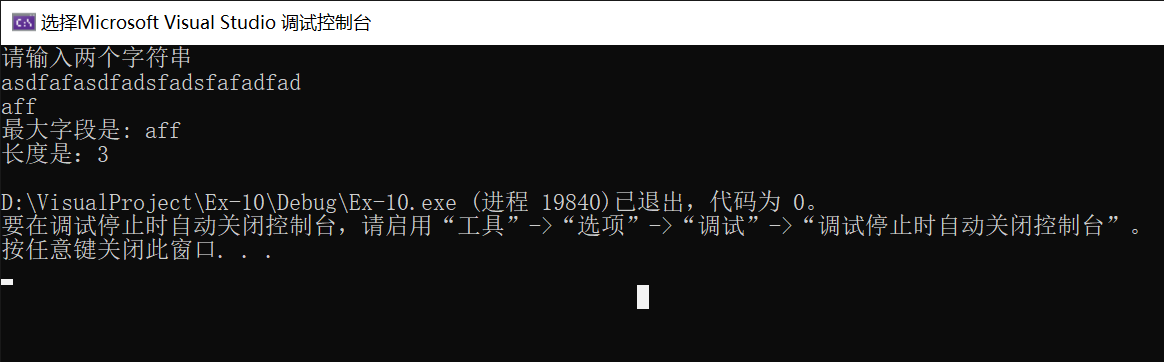 选择Microsoft Visual Studio 调试控制台
请输入两个字符串
asdfafasdfadsfadsfafadfad
aff
最大字段是: aff
长度是：3
D:\VisualProject\Ex-10\Debug\Ex-10.exe (进程 19840)已退出，代码为 0。
要在调试停止时自动关闭控制台，请启用“工具”->“选项”->“调试”->“调试停止时自动关闭控制台”。
按任意键关闭此窗口. . .